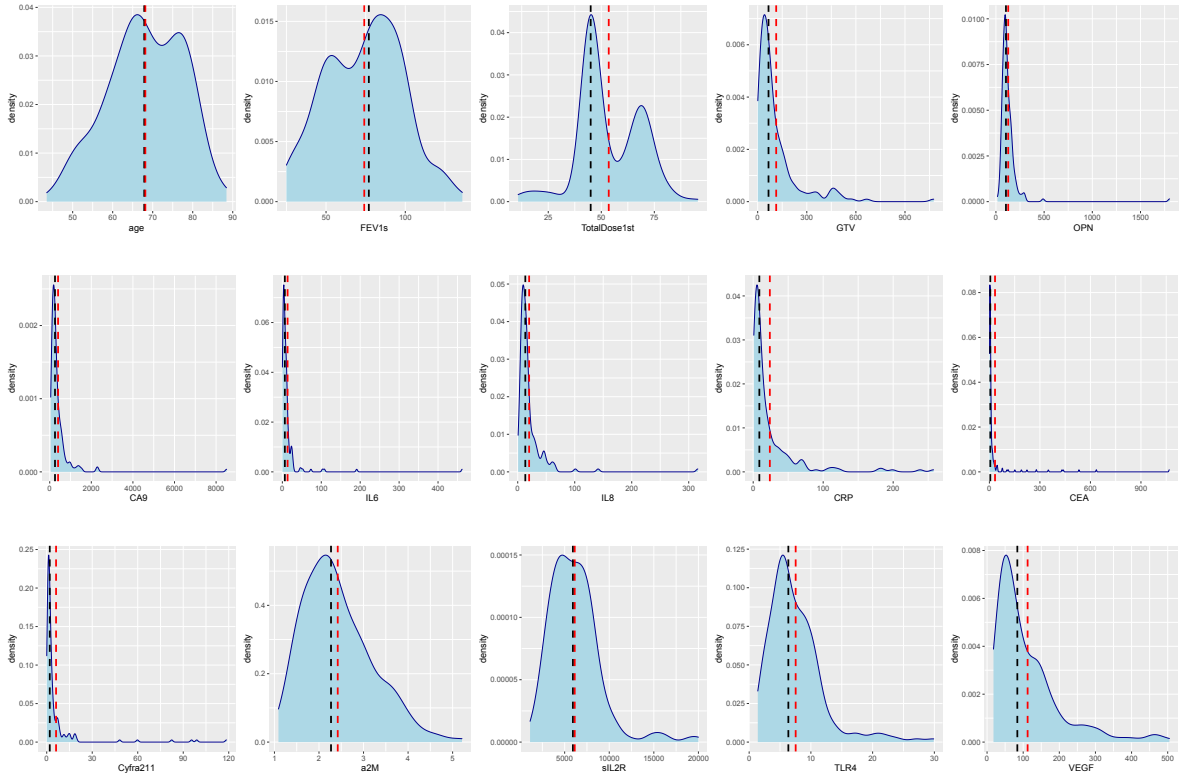 density
0.04
0.03
0.02
0.01
0.00
50 60 70 80 90
age
density
0.015
0.010
0.005
0.000
50 100
FEV1s
density
0.04
0.03
0.02
0.01
0.00
25 50 75
TotalDose1st
density
0.006
0.004
0.002
0.000
0 300 600 900
GTV
density
0.0100
0.0075
0.0050
0.0025
0.0000
0 500 1000 1500
OPN
density
0.002
0.001
0.000
0 2000 4000 6000 8000
CA9
density
0.06
0.04
0.02
0.00
0 100 200 300 400
IL6
density
0.05
0.04
0.03
0.02
0.01
0.00
0 100 200 300
IL8
density
0.04
0.03
0.02
0.01
0.00
0 100 200
CRP
density
0.08
0.06
0.04
0.02
0.00
0 300 600 900
CEA
density
0.25
0.20
0.15
0.10
0.05
0.00
0 30 60 90 120
Cyfra211
density
0.4
0.2
0.0
1 2 3 4 5
a2M
density
0.00015
0.00010
0.00005
0.00000
5000 10000 15000 20000
sIL2R
density
0.125
0.100
0.075
0.050
0.025
0.000
10 20 30
TLR4
density
0.008
0.006
0.004
0.002
0.000
100 200 300 400 500
VEGF